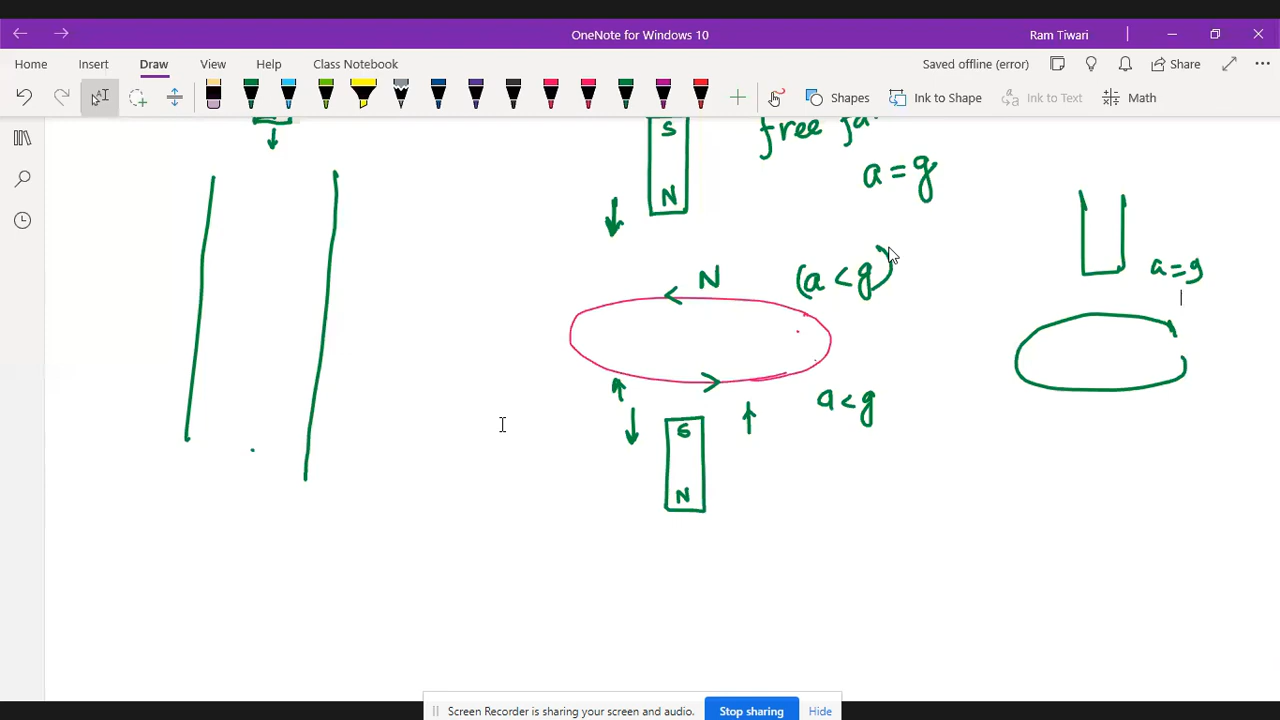 OneNote for Windows 10
Ram Tiwari
Home Insert Draw View Help Class Notebook
Saved offline (error)
Share
Shapes
Ink to Shape
Ink to Text
Math
S
N
free fa
a = g
N
(a < g)
a = g
a < g
S
N
Screen Recorder is sharing your screen and audio.
Stop sharing
Hide